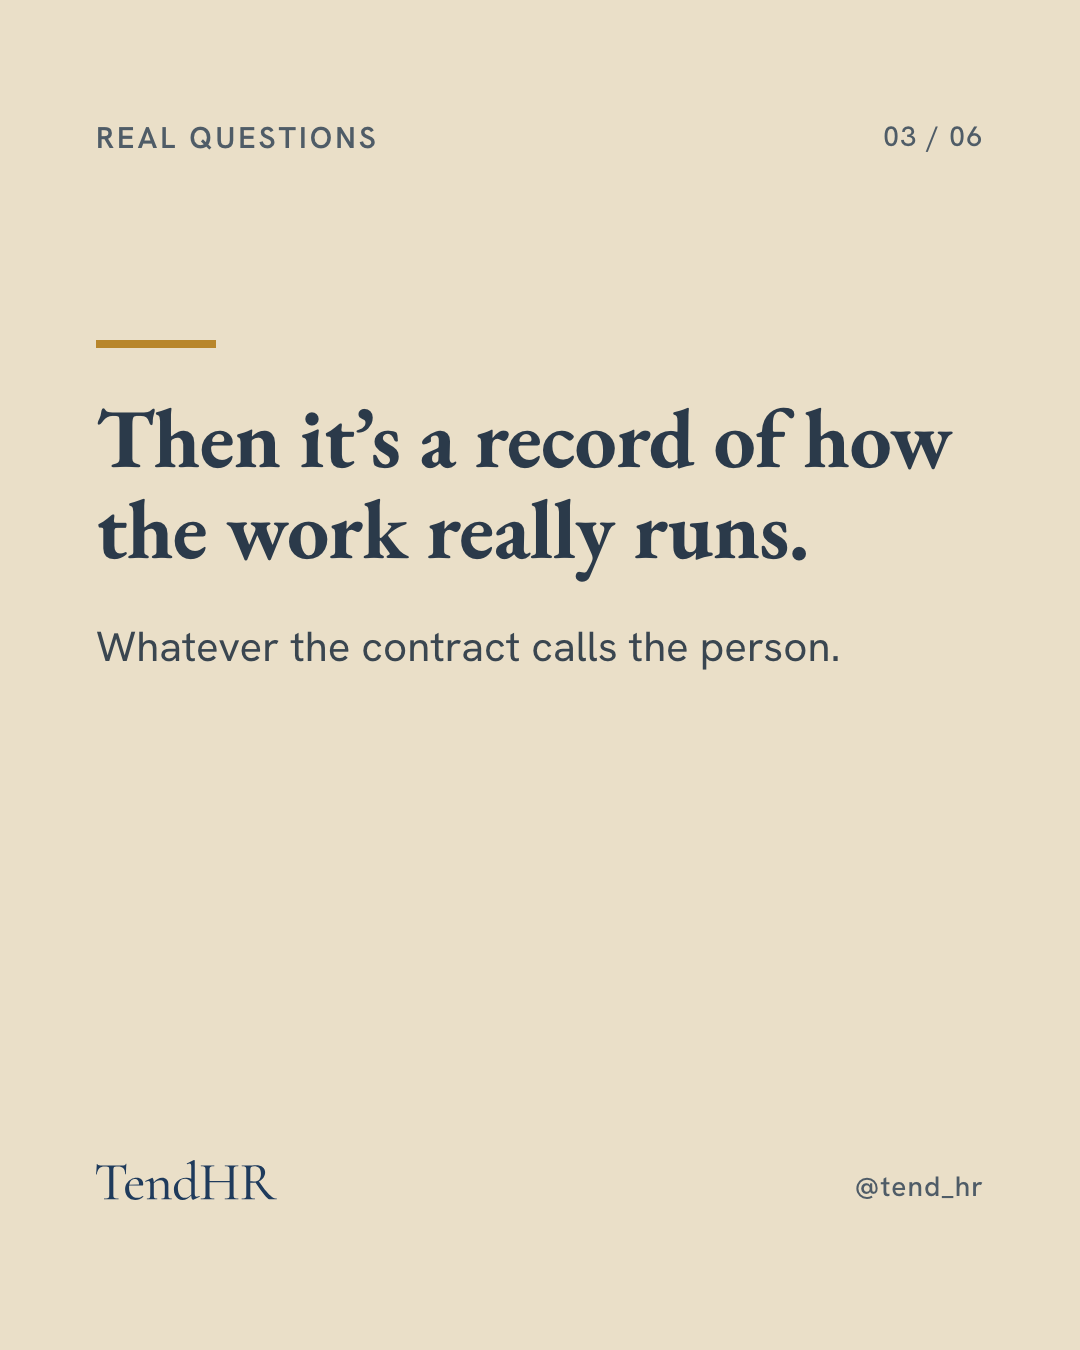 REAL QUESTIONS
03 / 06
Then it’s a record of how
the work really runs.
Whatever the contract calls the person.
TendHR
@tend_hr